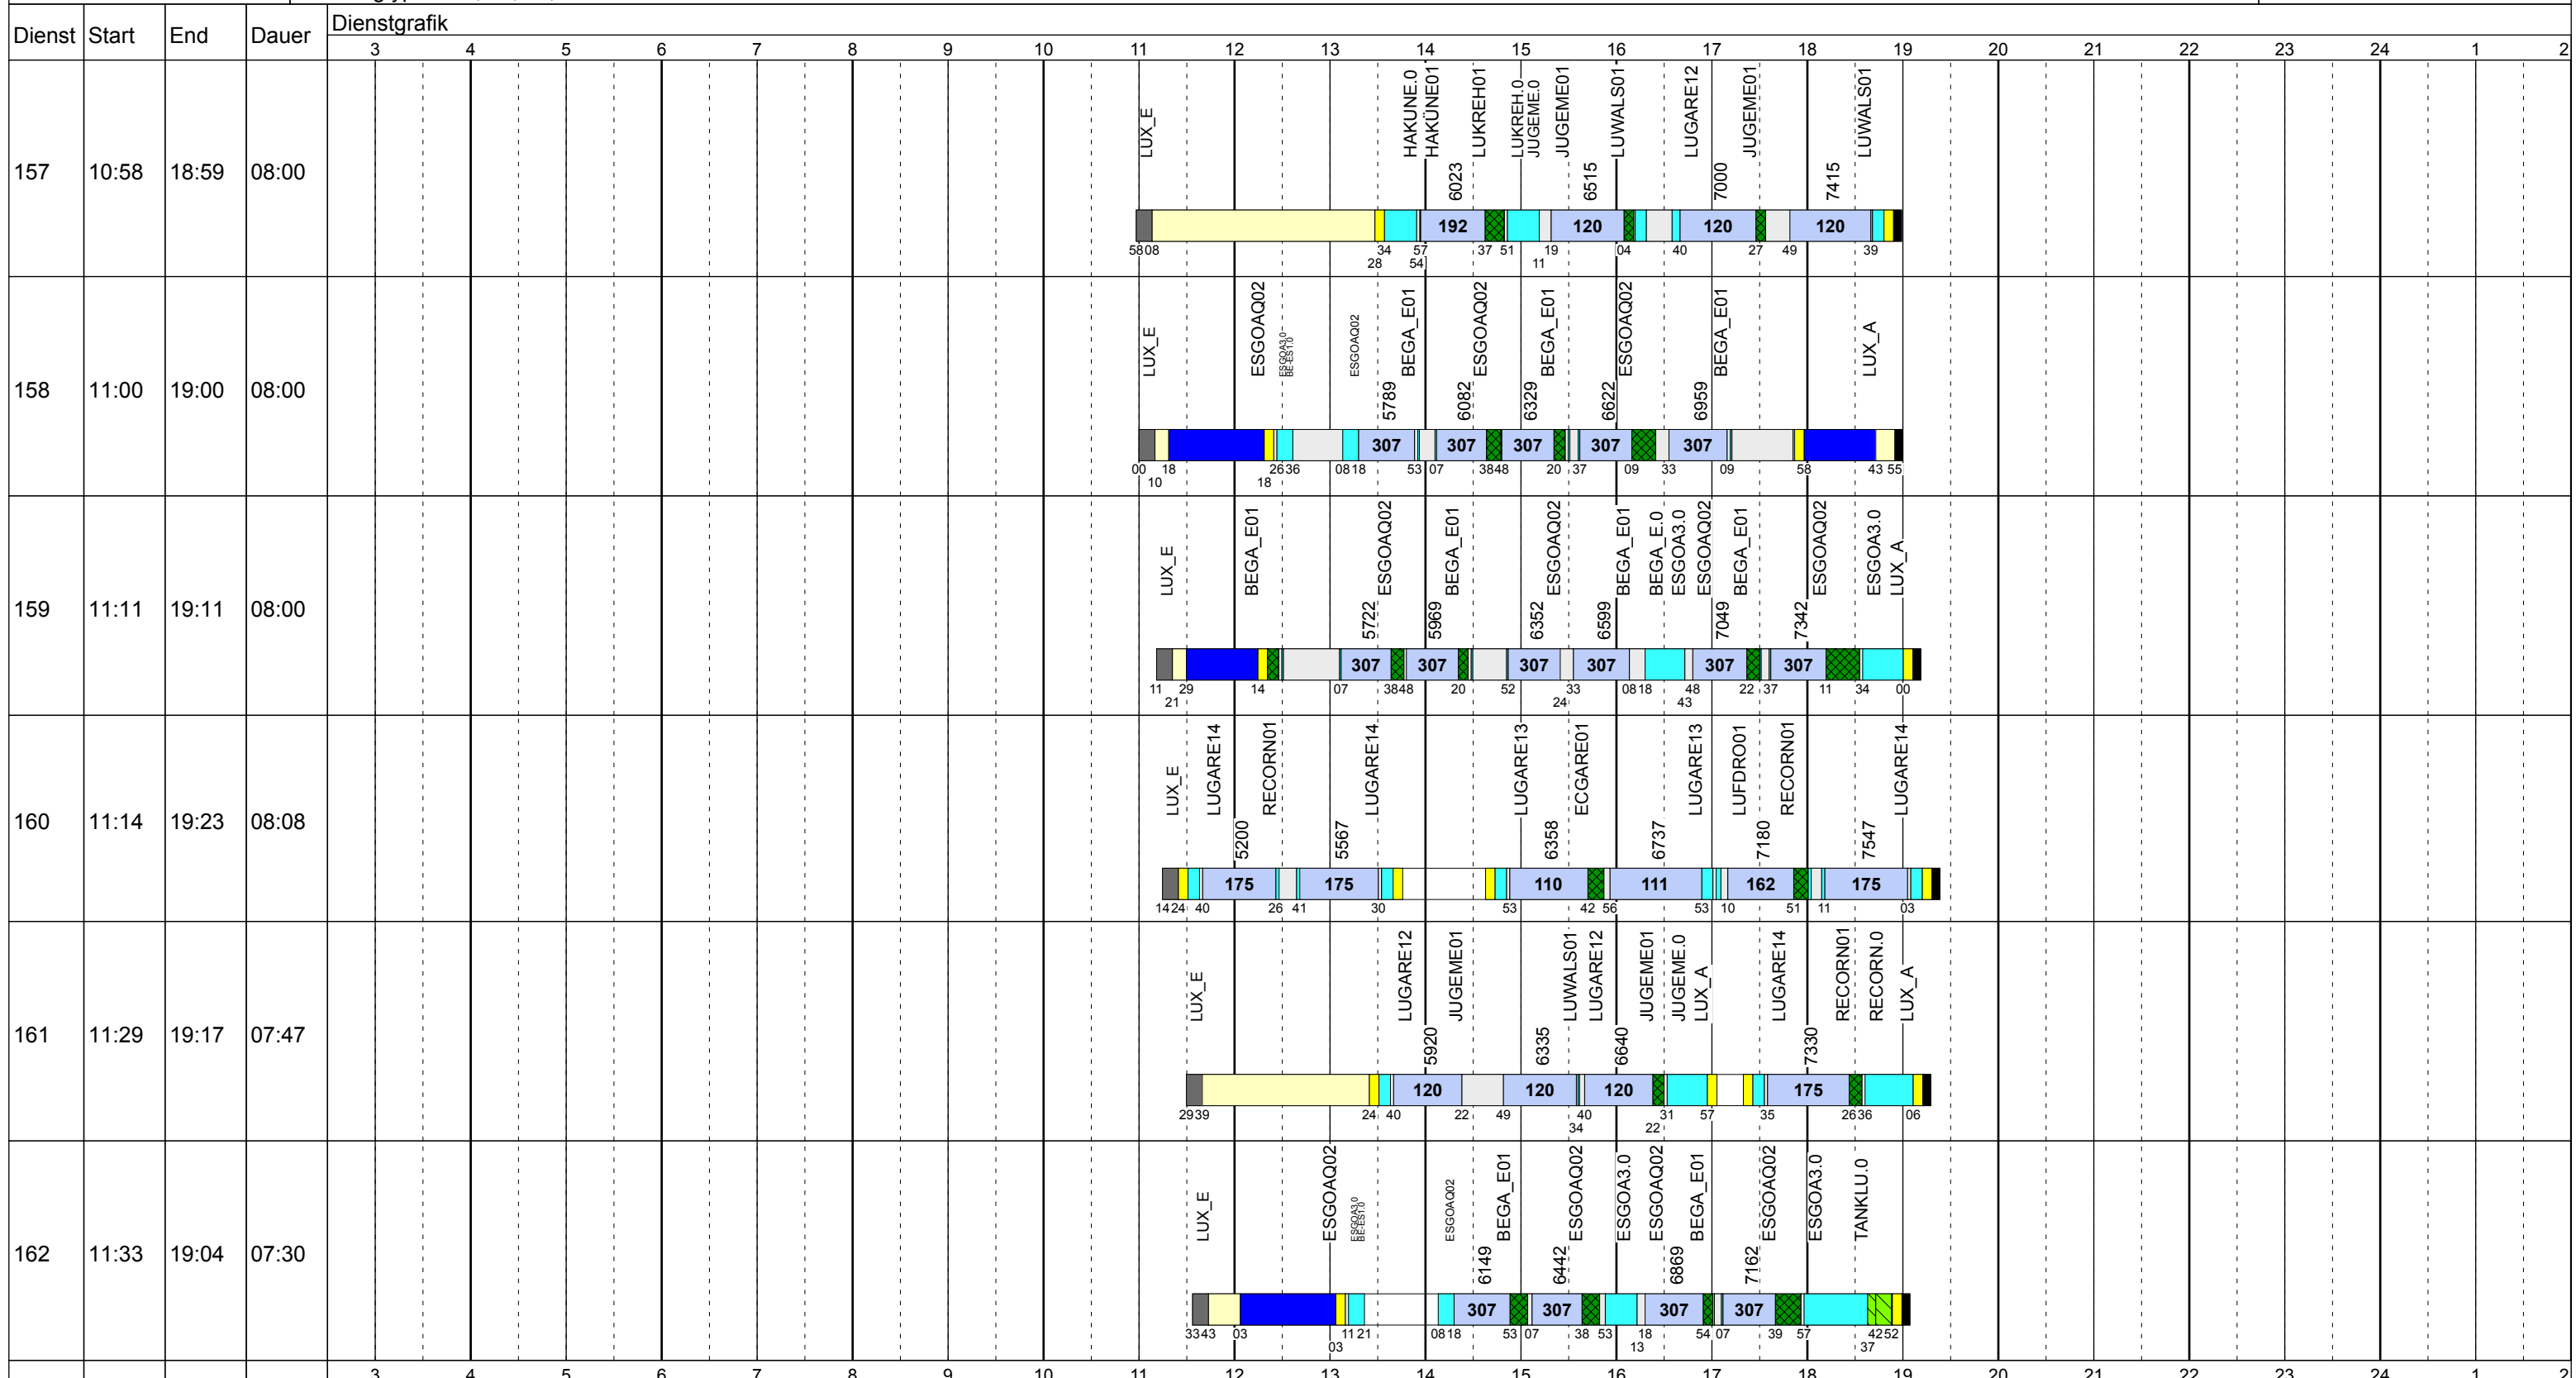 Dienst Start End Dauer Dienstgrafik
3 4 5 6 7 8 9 10 11 12 13 14 15 16 17 18 19 20 21 22 23 24 1 2
157 10:58 18:59 08:00
LUX_E HAKUNE.0 HAKÜNE01 LUKREH01 LUKREH.0 JUGEME.0 JUGEME01 LUWALS01 LUGARE12 JUGEME01 LUWALS01
6023 6515 7000 7415
192 120 120 120
58 08 34 57 37 51 19 04 40 27 49 39
28 54 11
158 11:00 19:00 08:00
LUX_E ESGOAQ02 ESGOA3.0 BE-ES1.0 ESGOAQ02 BEGA_E01 ESGOAQ02 BEGA_E01 ESGOAQ02 BEGA_E01 LUX_A
5789 6082 6329 6622 6959
307 307 307 307 307
00 18 26 36 08 18 53 07 38 48 20 37 09 33 09 58 43 55
10 18
159 11:11 19:11 08:00
LUX_E BEGA_E01 ESGOAQ02 BEGA_E01 ESGOAQ02 BEGA_E01 BEGA_E.0 ESGOA3.0 ESGOAQ02 BEGA_E01 ESGOAQ02 ESGOA3.0 LUX_A
5722 5969 6352 6599 7049 7342
307 307 307 307 307 307
11 29 14 07 38 48 20 52 33 08 18 48 22 37 11 34 00
21 24 43
160 11:14 19:23 08:08
LUX_E LUGARE14 RECORN01 LUGARE14 LUGARE13 ECGARE01 LUGARE13 LUFDRO01 RECORN01 LUGARE14
5200 5567 6358 6737 7180 7547
175 175 110 111 162 175
14 24 40 26 41 30 53 42 56 53 10 51 11 03
161 11:29 19:17 07:47
LUX_E LUGARE12 JUGEME01 LUWALS01 LUGARE12 JUGEME01 JUGEME.0 LUX_A LUGARE14 RECORN01 RECORN.0 LUX_A
5920 6335 6640 7330
120 120 120 175
29 39 24 40 22 49 40 31 57 35 26 36 06
34 22
162 11:33 19:04 07:30
LUX_E ESGOAQ02 ESGOA3.0 BE-ES1.0 ESGOAQ02 BEGA_E01 ESGOAQ02 ESGOA3.0 ESGOAQ02 BEGA_E01 ESGOAQ02 ESGOA3.0 TANKLU.0
6149 6442 6869 7162
307 307 307 307
33 43 03 11 21 08 18 53 07 38 53 18 54 07 39 57 42 52
03 13 37
3 4 5 6 7 8 9 10 11 12 13 14 15 16 17 18 19 20 21 22 23 24 1 2